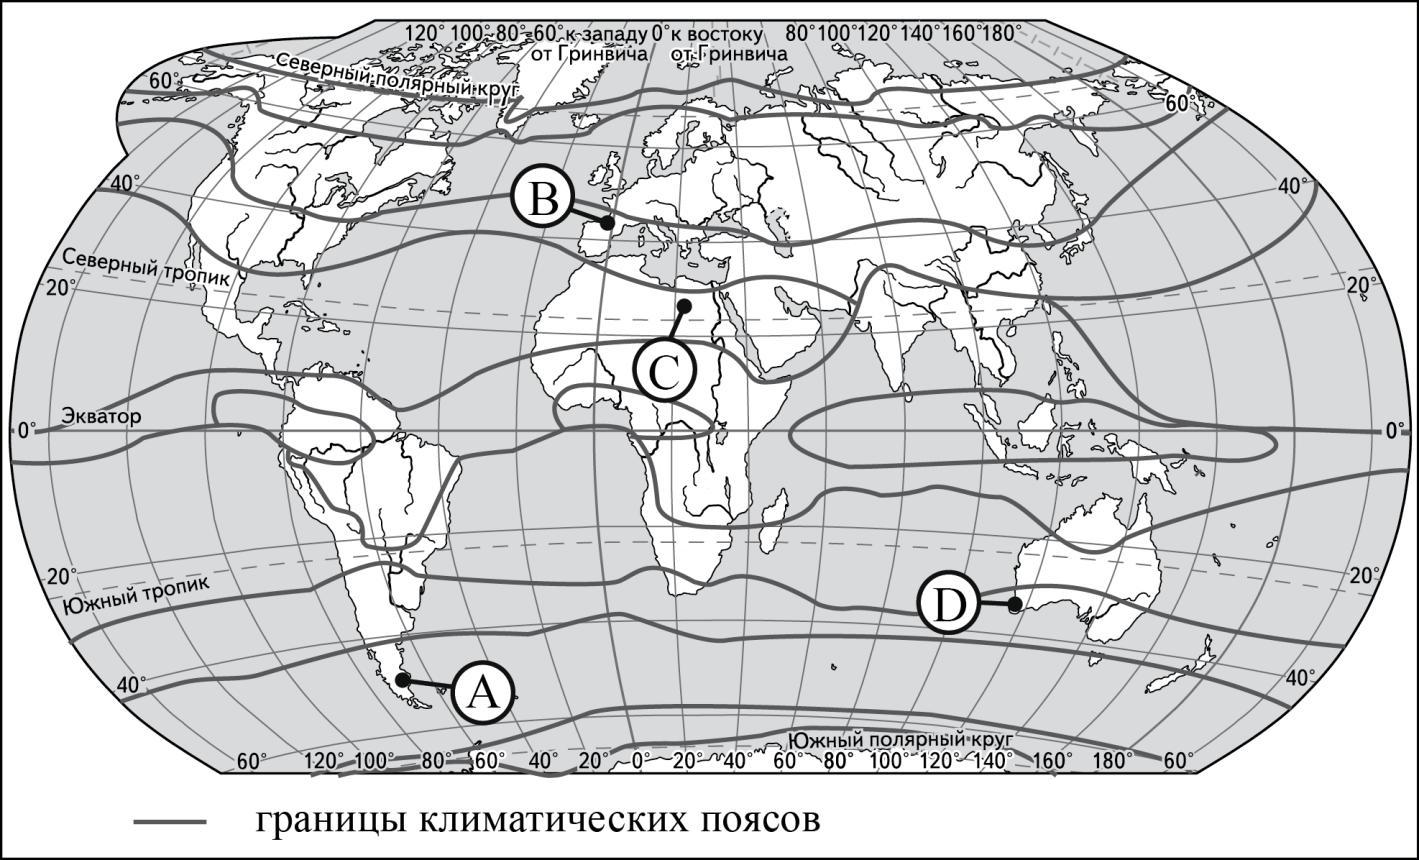 120° 100° 80° 60° к западу 0° к востоку 80° 100° 120° 140° 160° 180°
от Гринвича от Гринвича
Северный полярный круг
60°
60°
40°
40°
B
Северный тропик
20°
20°
C
Экватор
0°
0°
20°
20°
Южный тропик
D
40°
40°
A
Южный полярный круг
60° 120° 100° 80° 60° 40° 20° 0° 20° 40° 60° 80° 100° 120° 140° 160° 180° 60°
границы климатических поясов